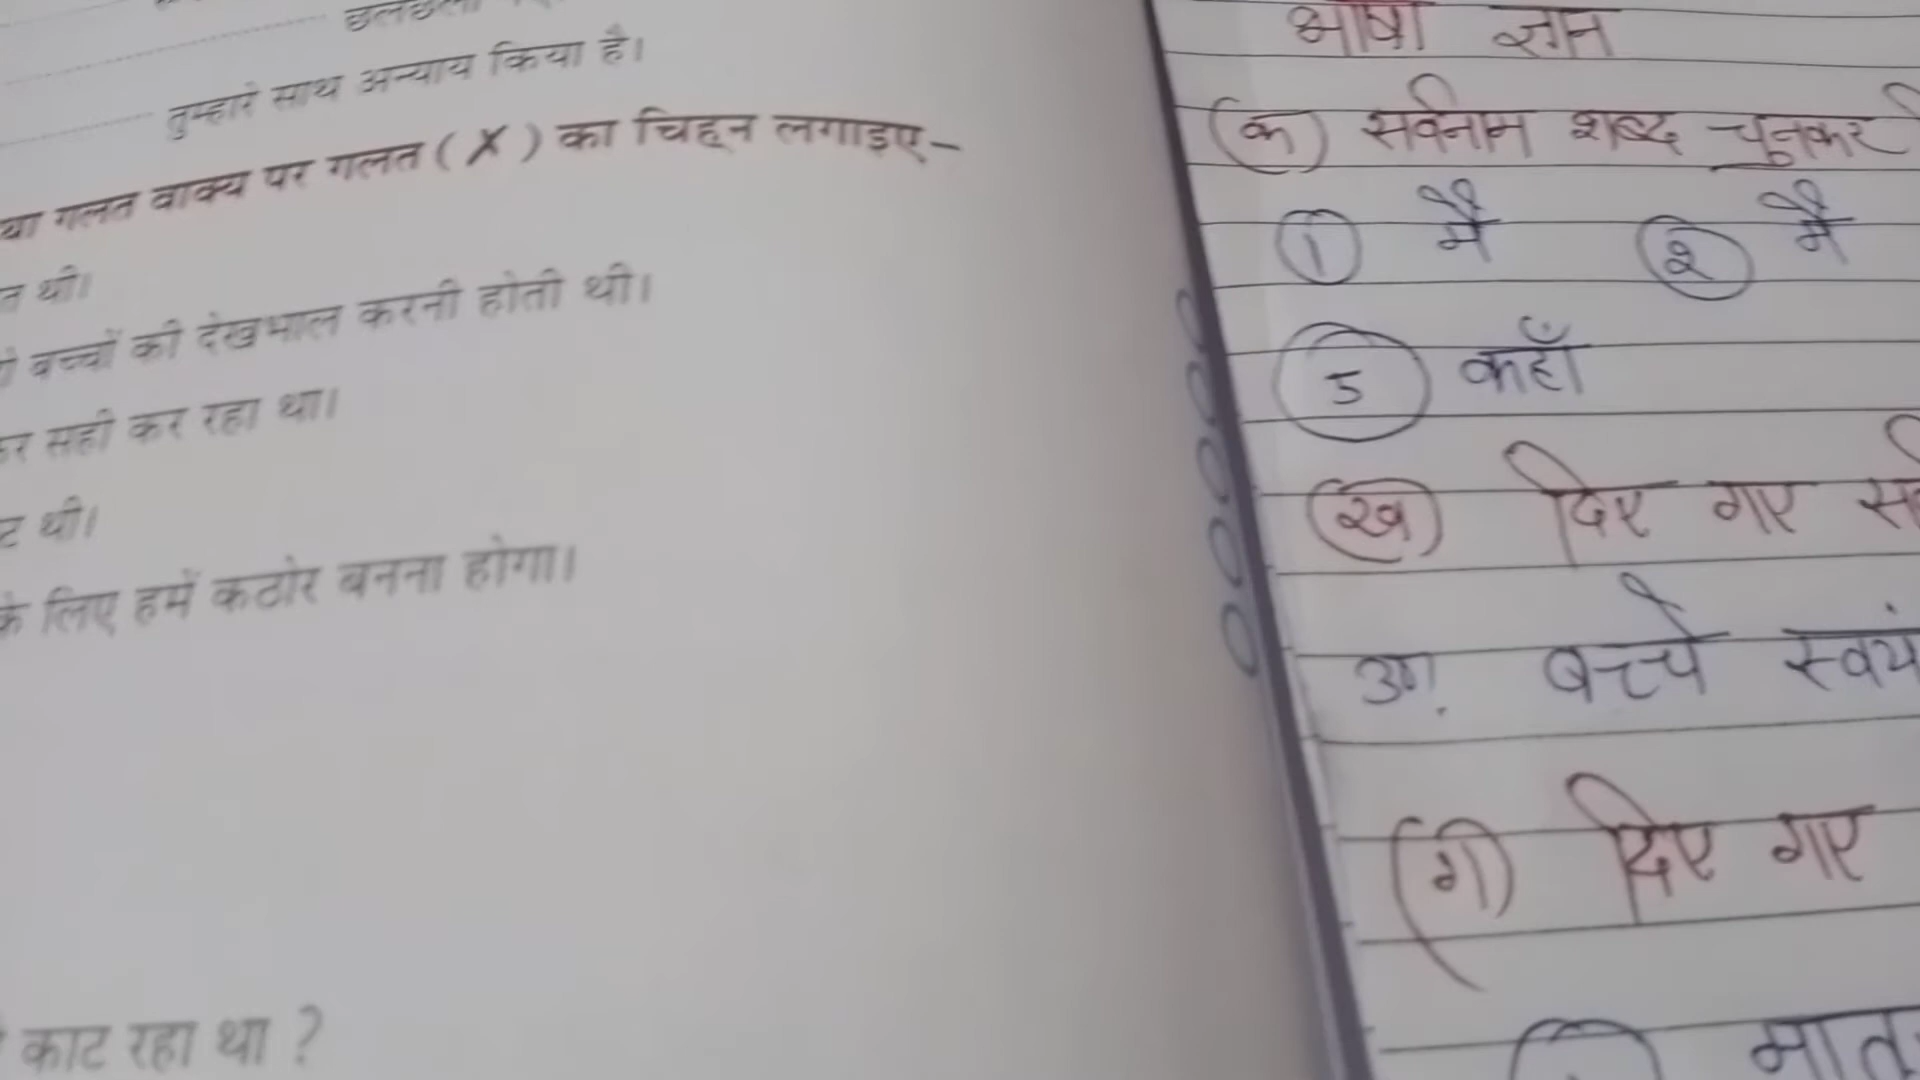 तुम्हारे साथ अन्याय किया है।
या गलत वाक्य पर गलत ( X ) का चिह्न लगाइए–
त थी।
बच्चों की देखभाल करनी होती थी।
सही कर रहा था।
थी।
के लिए हमें कठोर बनना होगा।
काट रहा था ?
भाषा ज्ञान
(क) सर्वनाम शब्द चुनकर
1 मैं 2 मैं
5 कहाँ
(ख) दिए गए
उ. बच्चे स्वयं
(ग) दिए गए